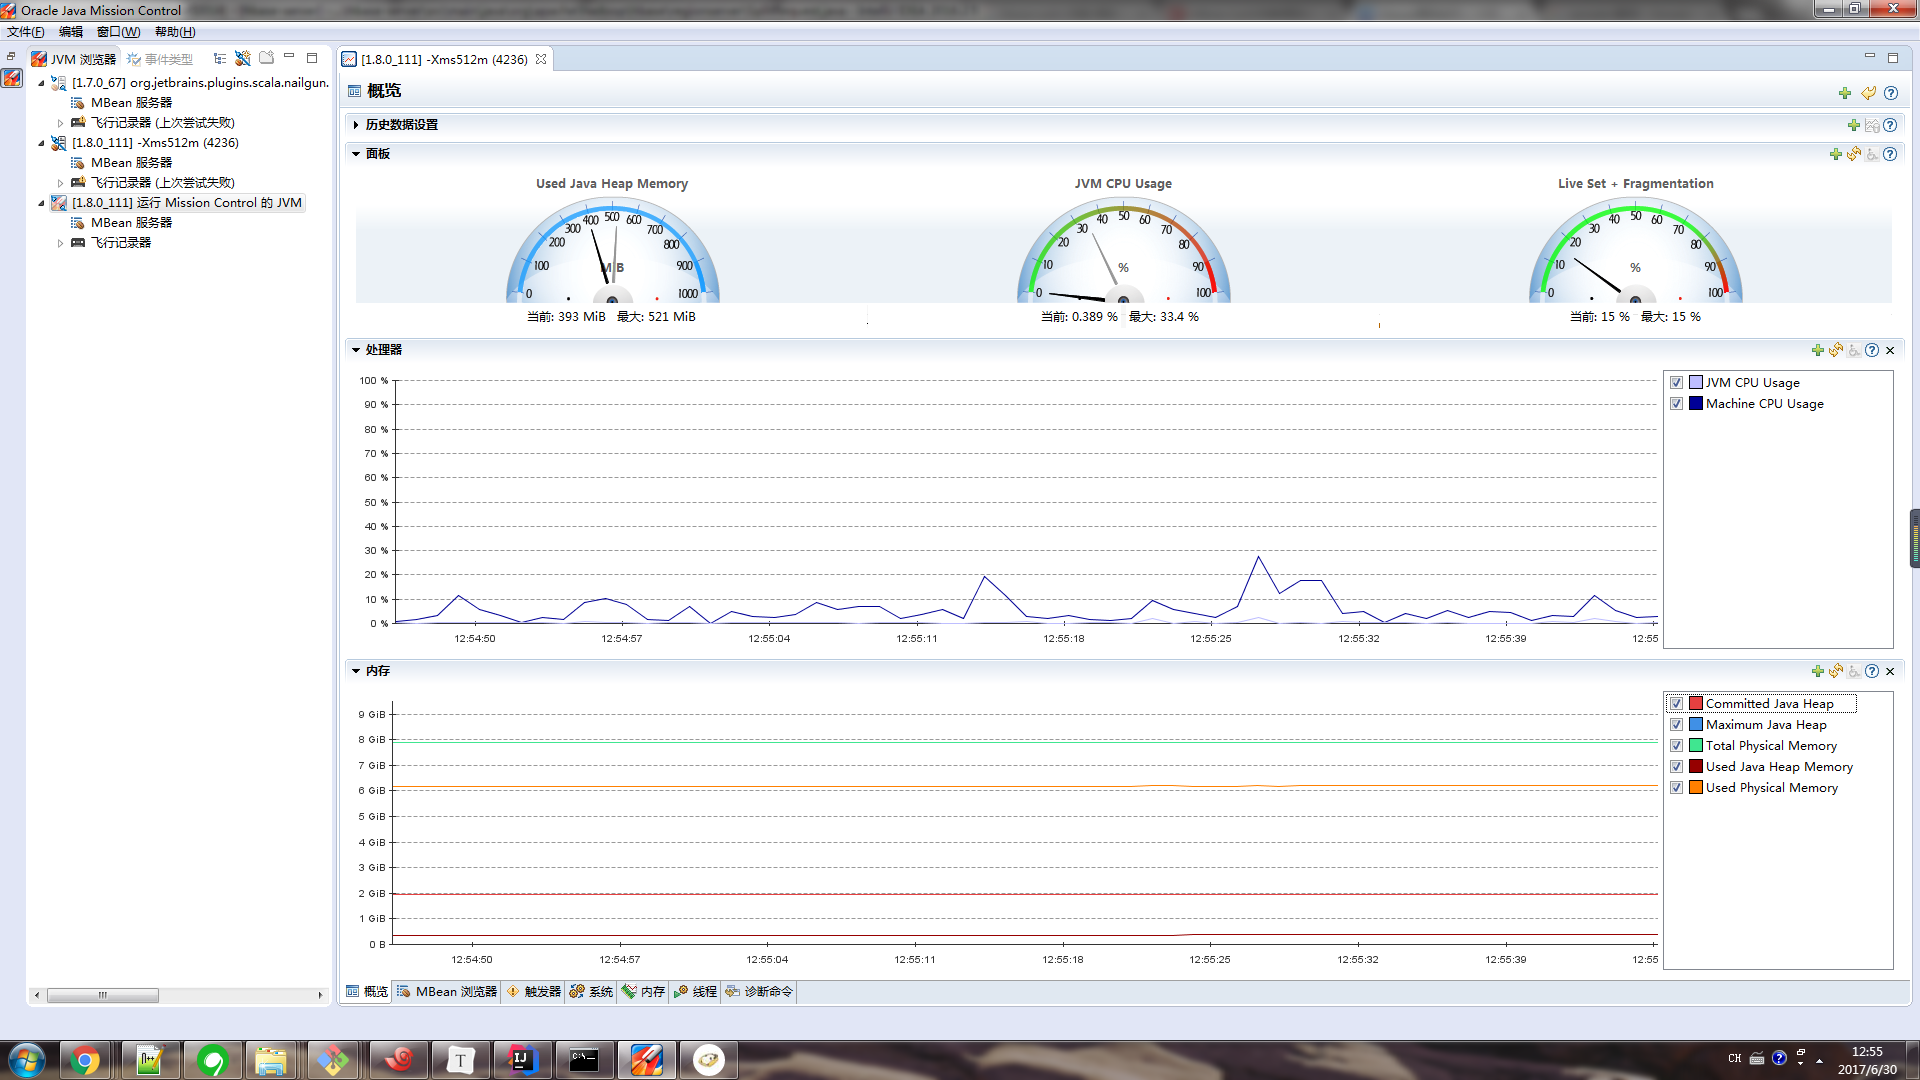 Oracle Java Mission Control
文件(F) 编辑 窗口(W) 帮助(H)
JVM 浏览器 事件类型
[1.7.0_67] org.jetbrains.plugins.scala.nailgun.
MBean 服务器
飞行记录器 (上次尝试失败)
[1.8.0_111] -Xms512m (4236)
MBean 服务器
飞行记录器 (上次尝试失败)
[1.8.0_111] 运行 Mission Control 的 JVM
MBean 服务器
飞行记录器
[1.8.0_111] -Xms512m (4236)
概览
历史数据设置
面板
Used Java Heap Memory
0 100 200 300 400 500 600 700 800 900 1000
当前: 393 MiB 最大: 521 MiB
JVM CPU Usage
0 10 20 30 40 50 60 70 80 90 100
%
当前: 0.389 % 最大: 33.4 %
Live Set + Fragmentation
0 10 20 30 40 50 60 70 80 90 100
%
当前: 15 % 最大: 15 %
处理器
100 %
90 %
80 %
70 %
60 %
50 %
40 %
30 %
20 %
10 %
0 %
12:54:50 12:54:57 12:55:04 12:55:11 12:55:18 12:55:25 12:55:32 12:55:39 12:55
JVM CPU Usage
Machine CPU Usage
内存
9 GiB
8 GiB
7 GiB
6 GiB
5 GiB
4 GiB
3 GiB
2 GiB
1 GiB
0 B
12:54:50 12:54:57 12:55:04 12:55:11 12:55:18 12:55:25 12:55:32 12:55:39 12:55
Committed Java Heap
Maximum Java Heap
Total Physical Memory
Used Java Heap Memory
Used Physical Memory
概览 MBean 浏览器 触发器 系统 内存 线程 诊断命令
CH
12:55
2017/6/30